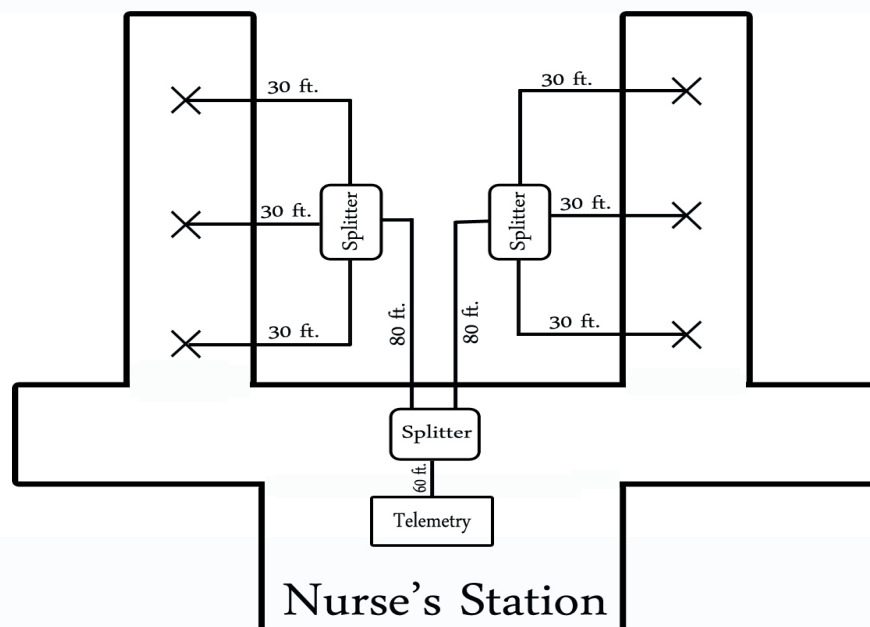 30 ft.
30 ft.
30 ft.
30 ft.
Splitter
Splitter
30 ft.
30 ft.
80 ft.
80 ft.
Splitter
60 ft.
Telemetry
Nurse's Station